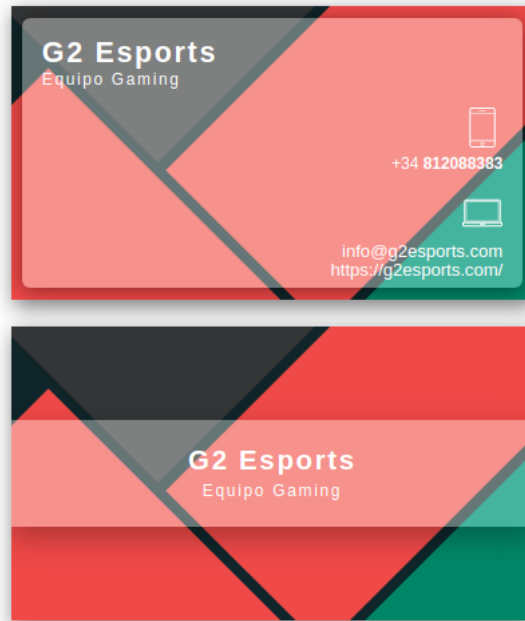 G2 Esports
Equipo Gaming
+34 812088383
info@g2esports.com
https://g2esports.com/
G2 Esports
Equipo Gaming